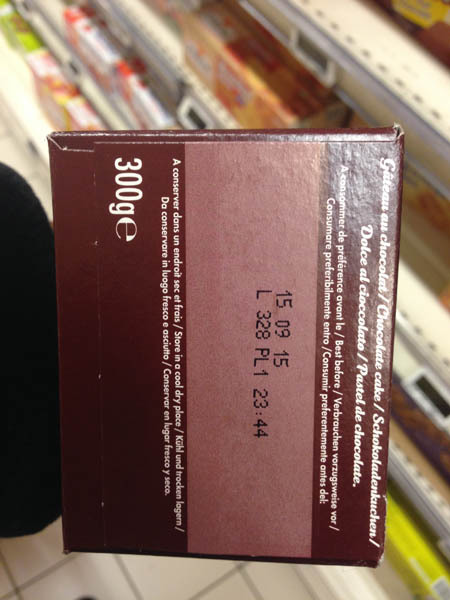 Gâteau au chocolat / Chocolate cake / Schokoladenkuchen /
Dolce al cioccolato / Pastel de chocolate.
A consommer de préférence avant le / Best before / Verbrauchen vorzugsweise vor /
Consumare preferibilmente entro / Consumir preferentemente antes del:
15 09 15
L 328 PL1 23:44
A conserver dans un endroit sec et frais / Store in a cool dry place / Kühl und trocken lagern /
Da conservare in luogo fresco e asciutto / Conservar en lugar fresco y seco.
300g℮